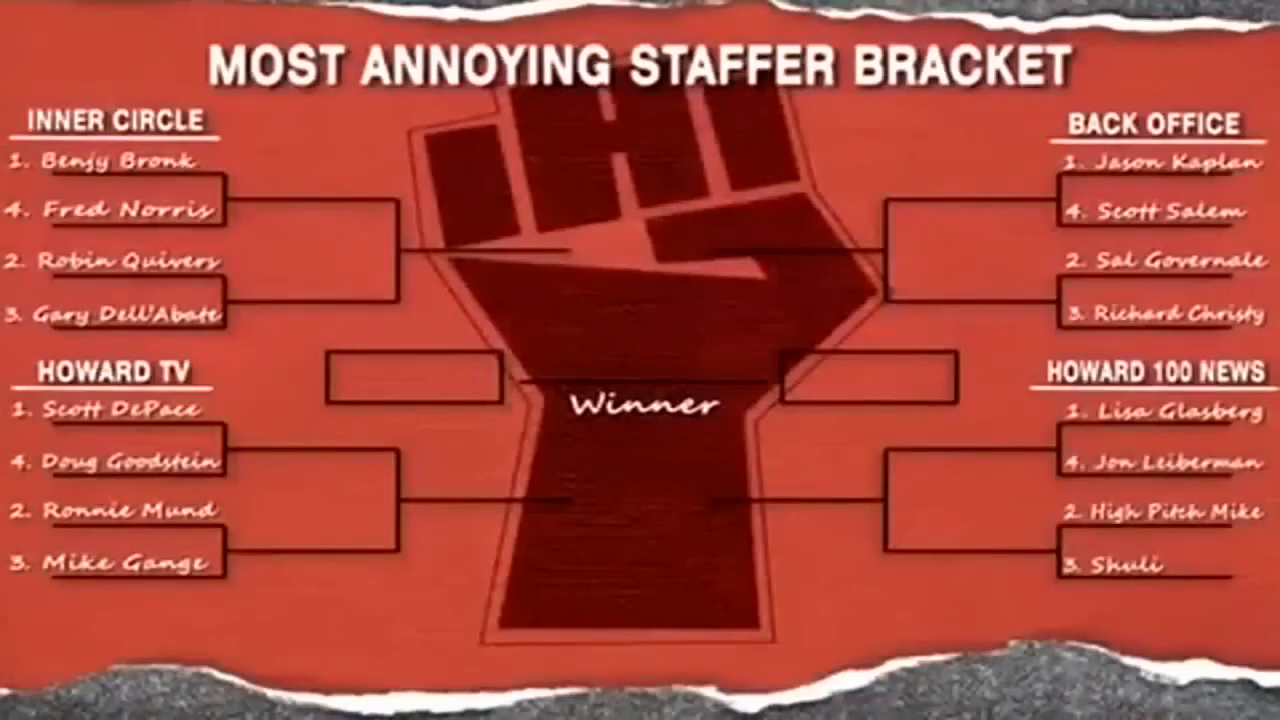 MOST ANNOYING STAFFER BRACKET
INNER CIRCLE
1. Benjy Bronk
4. Fred Norris
2. Robin Quivers
3. Gary Dell'Abate
HOWARD TV
1. Scott DePace
4. Doug Goodstein
2. Ronnie Mund
3. Mike Gange
Winner
BACK OFFICE
1. Jason Kaplan
4. Scott Salem
2. Sal Governale
3. Richard Christy
HOWARD 100 NEWS
1. Lisa Glasberg
4. Jon Leiberman
2. High Pitch Mike
3. Shuli